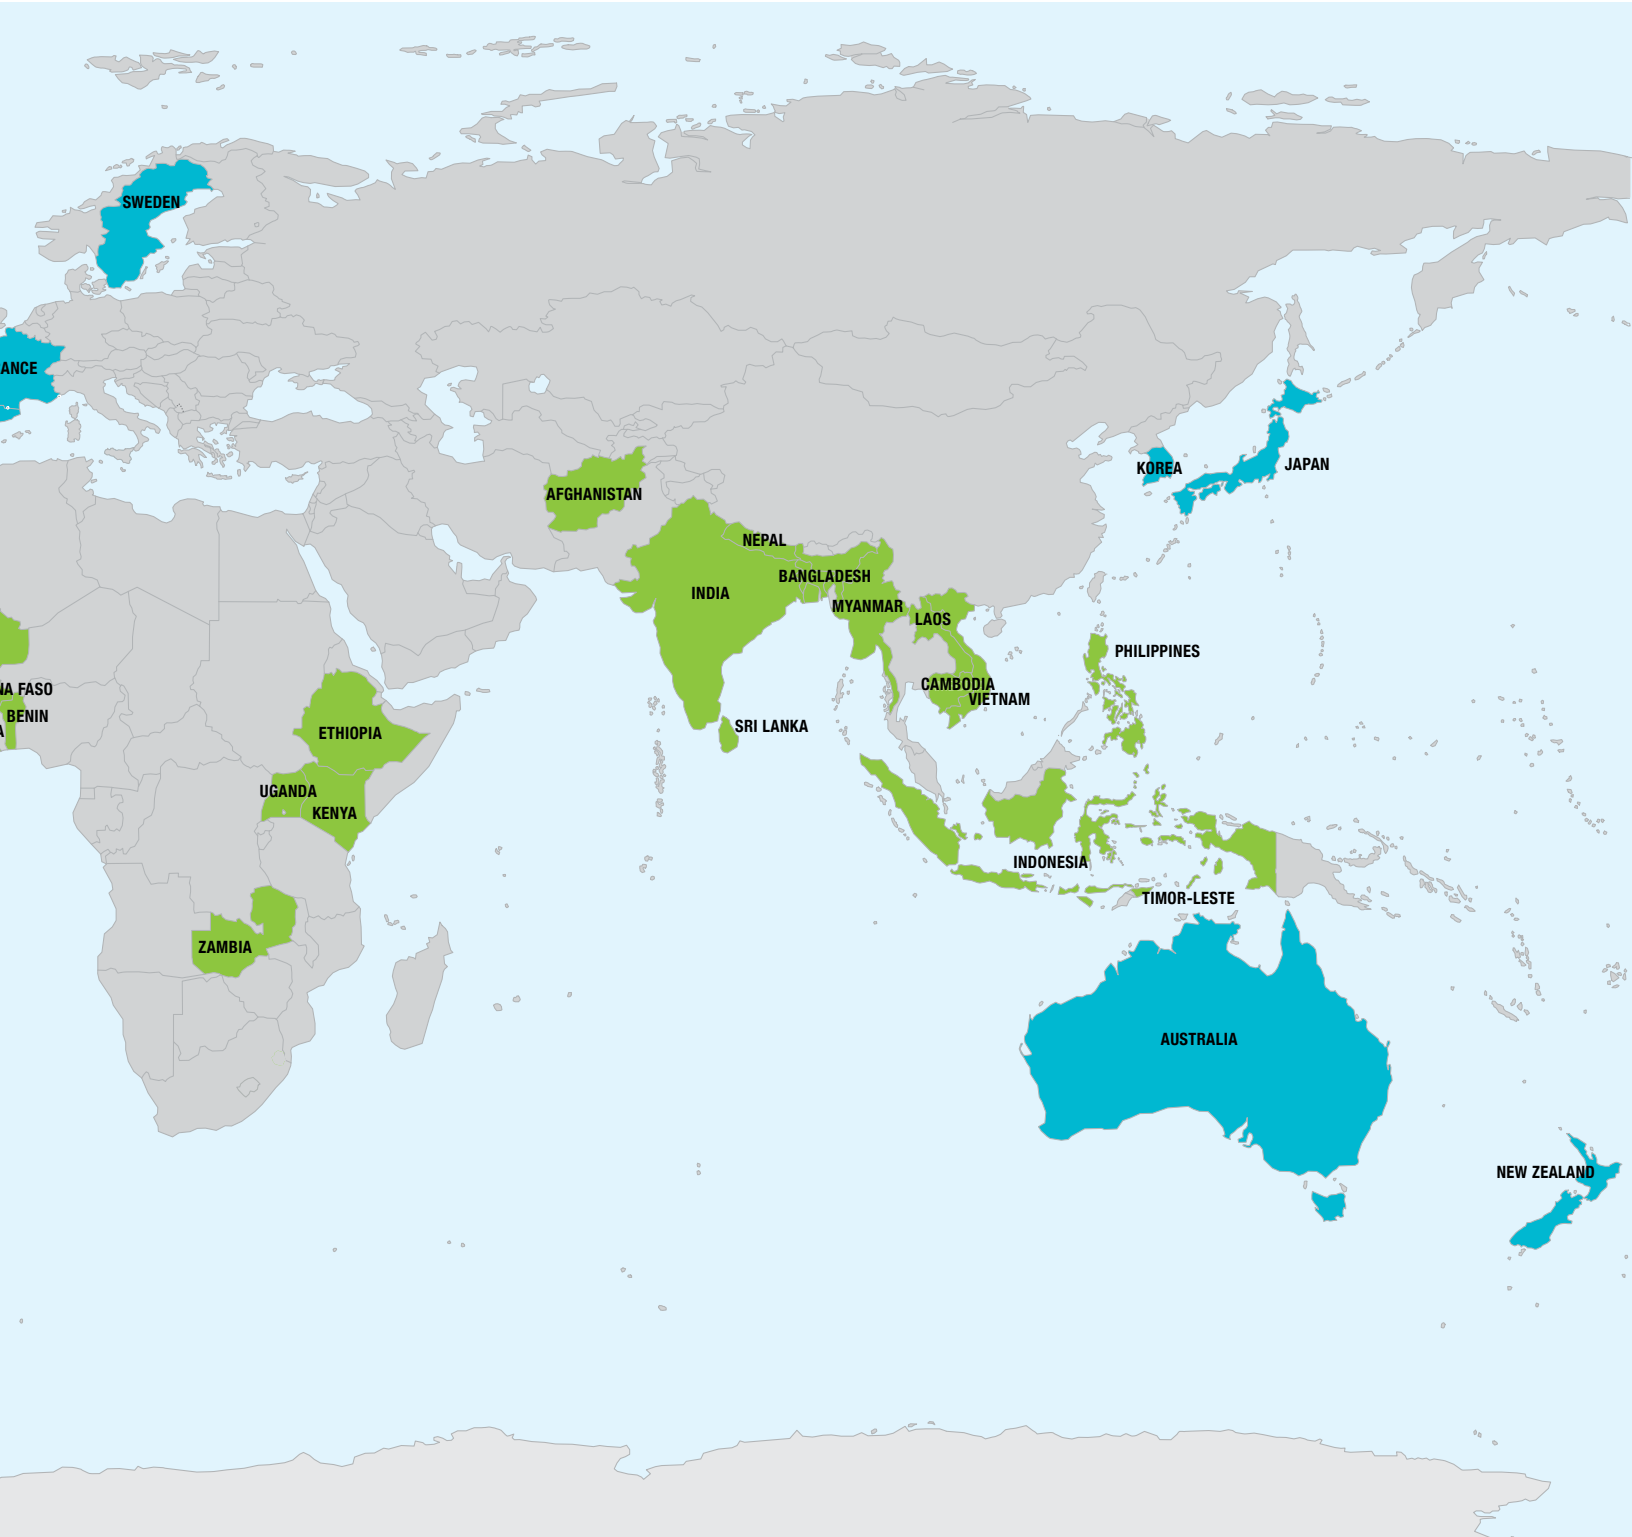 SWEDEN
ANCE
KOREA
JAPAN
AFGHANISTAN
NEPAL
BANGLADESH
INDIA
MYANMAR
LAOS
PHILIPPINES
CAMBODIA
VIETNAM
NA FASO
BENIN
A
SRI LANKA
ETHIOPIA
UGANDA
KENYA
INDONESIA
TIMOR-LESTE
ZAMBIA
AUSTRALIA
NEW ZEALAND